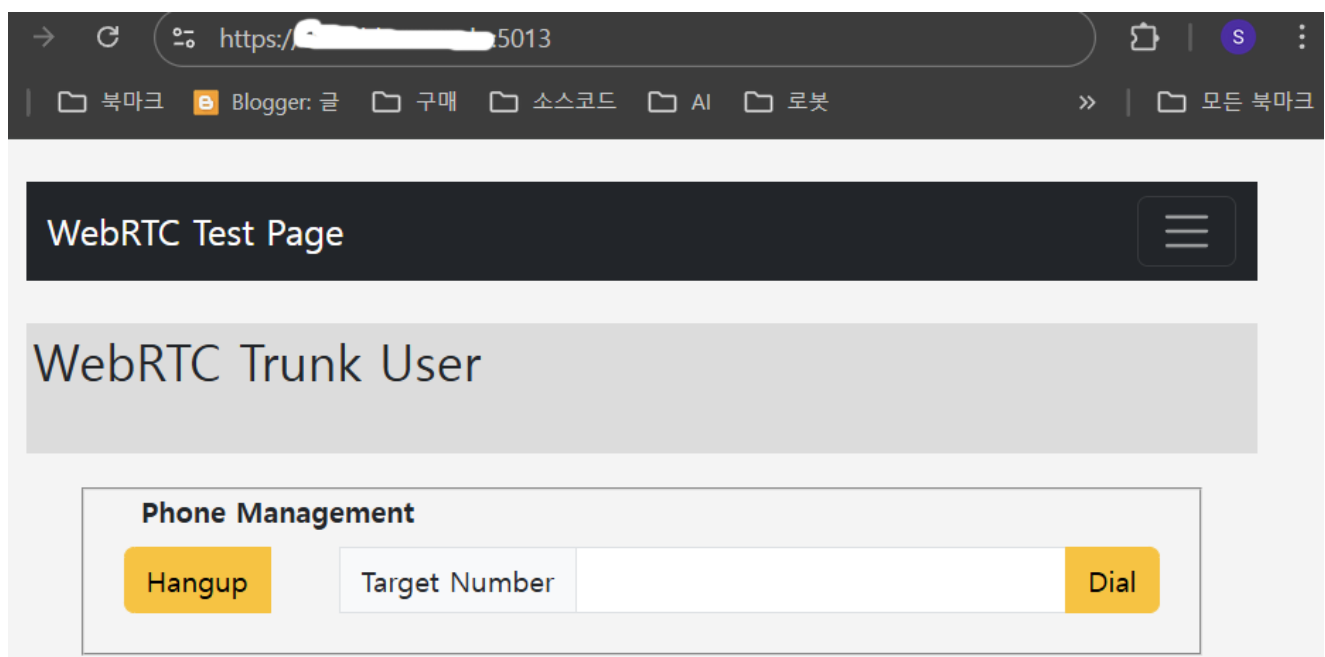 https:/ :5013
S
북마크 Blogger: 글 구매 소스코드 AI 로봇 » 모든 북마크
WebRTC Test Page
WebRTC Trunk User
Phone Management
Hangup Target Number Dial